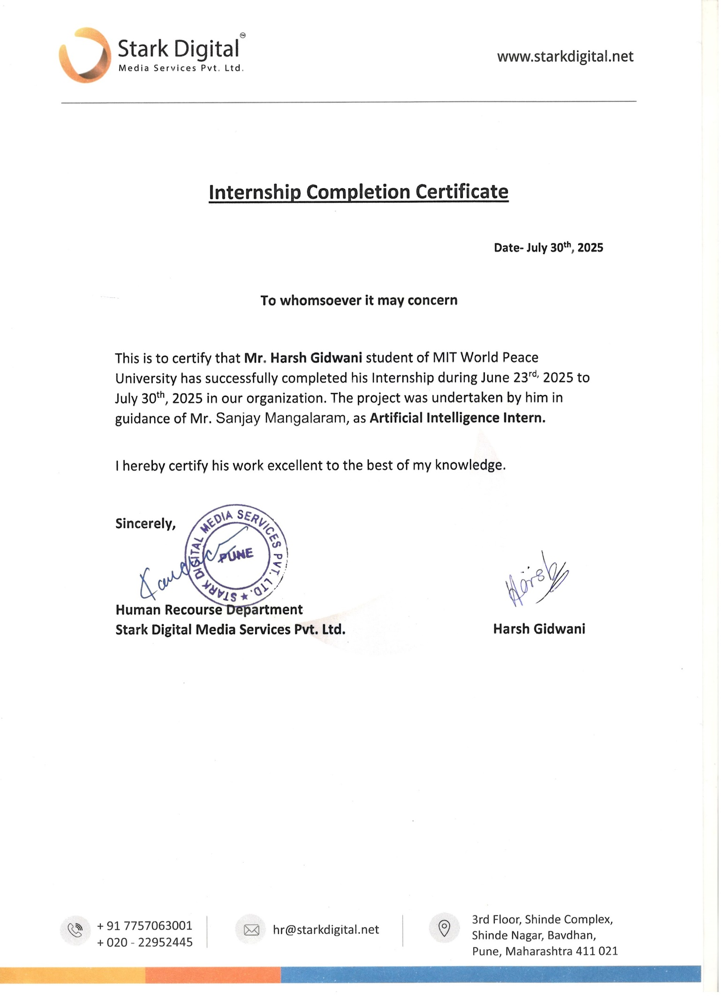 Stark Digital™
Media Services Pvt. Ltd.
www.starkdigital.net
Internship Completion Certificate
Date- July 30th, 2025
To whomsoever it may concern
This is to certify that Mr. Harsh Gidwani student of MIT World Peace
University has successfully completed his Internship during June 23rd, 2025 to
July 30th, 2025 in our organization. The project was undertaken by him in
guidance of Mr. Sanjay Mangalaram, as Artificial Intelligence Intern.
I hereby certify his work excellent to the best of my knowledge.
Sincerely,
STARK DIGITAL MEDIA SERVICES PVT. LTD. ★
PUNE
Harsh
Human Recourse Department
Stark Digital Media Services Pvt. Ltd.
Harsh Gidwani
+ 91 7757063001
+ 020 - 22952445
hr@starkdigital.net
3rd Floor, Shinde Complex,
Shinde Nagar, Bavdhan,
Pune, Maharashtra 411 021